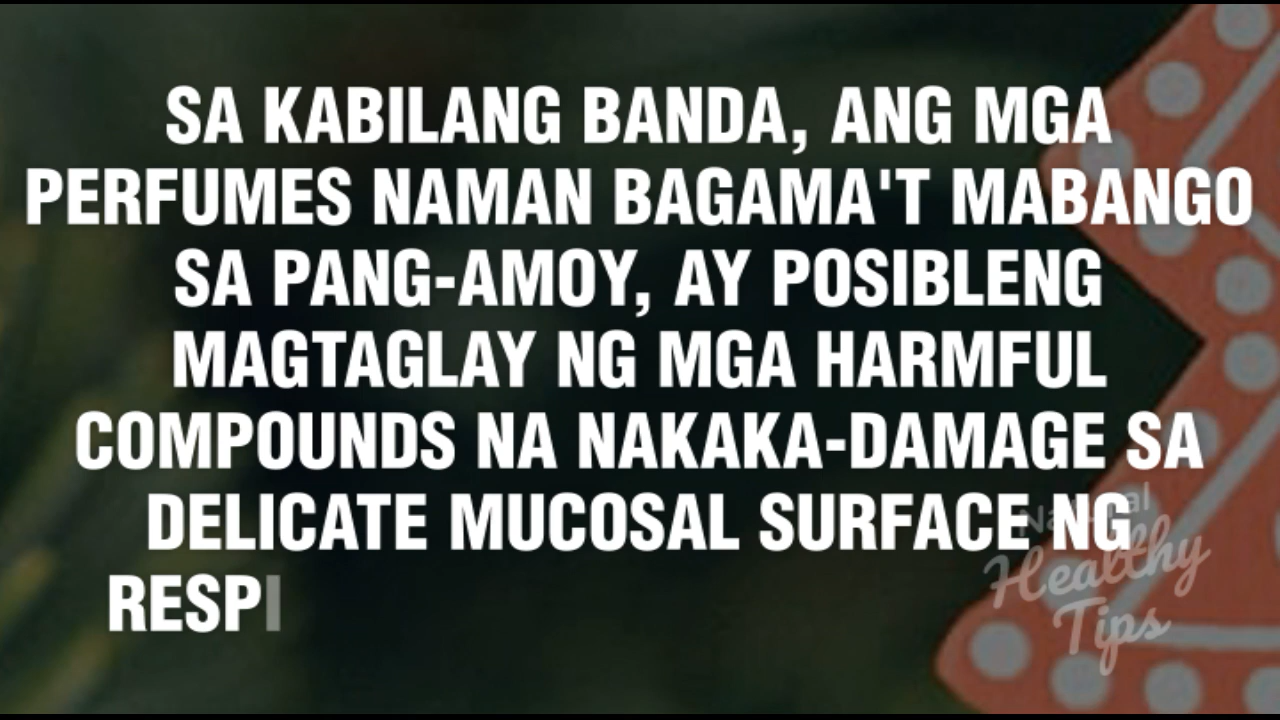 SA KABILANG BANDA, ANG MGA
PERFUMES NAMAN BAGAMA'T MABANGO
SA PANG-AMOY, AY POSIBLENG
MAGTAGLAY NG MGA HARMFUL
COMPOUNDS NA NAKAKA-DAMAGE SA
DELICATE MUCOSAL SURFACE NG
RESPI
Natural
Healthy
Tips